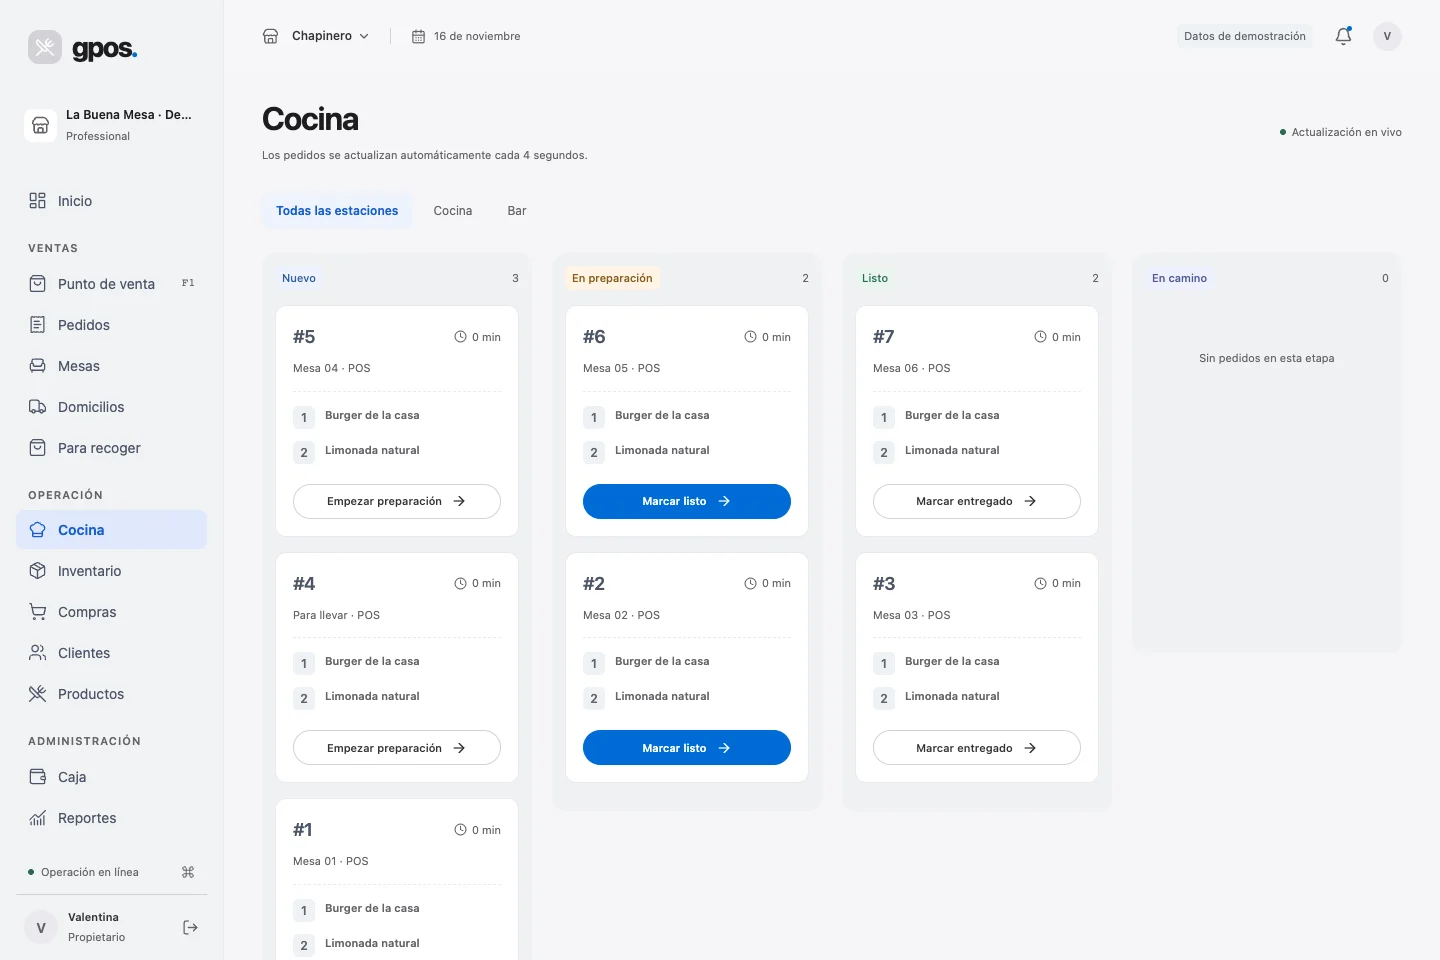 gpos.
La Buena Mesa · De...
Professional
Inicio
VENTAS
Punto de venta F1
Pedidos
Mesas
Domicilios
Para recoger
OPERACIÓN
Cocina
Inventario
Compras
Clientes
Productos
ADMINISTRACIÓN
Caja
Reportes
Operación en línea ⌘
V
Valentina
Propietario
Chapinero
16 de noviembre
Datos de demostración
V
Cocina
Los pedidos se actualizan automáticamente cada 4 segundos.
Actualización en vivo
Todas las estaciones Cocina Bar
Nuevo 3
#5 0 min
Mesa 04 · POS
1 Burger de la casa
2 Limonada natural
Empezar preparación →
#4 0 min
Para llevar · POS
1 Burger de la casa
2 Limonada natural
Empezar preparación →
#1 0 min
Mesa 01 · POS
1 Burger de la casa
2 Limonada natural
En preparación 2
#6 0 min
Mesa 05 · POS
1 Burger de la casa
2 Limonada natural
Marcar listo →
#2 0 min
Mesa 02 · POS
1 Burger de la casa
2 Limonada natural
Marcar listo →
Listo 2
#7 0 min
Mesa 06 · POS
1 Burger de la casa
2 Limonada natural
Marcar entregado →
#3 0 min
Mesa 03 · POS
1 Burger de la casa
2 Limonada natural
Marcar entregado →
En camino 0
Sin pedidos en esta etapa